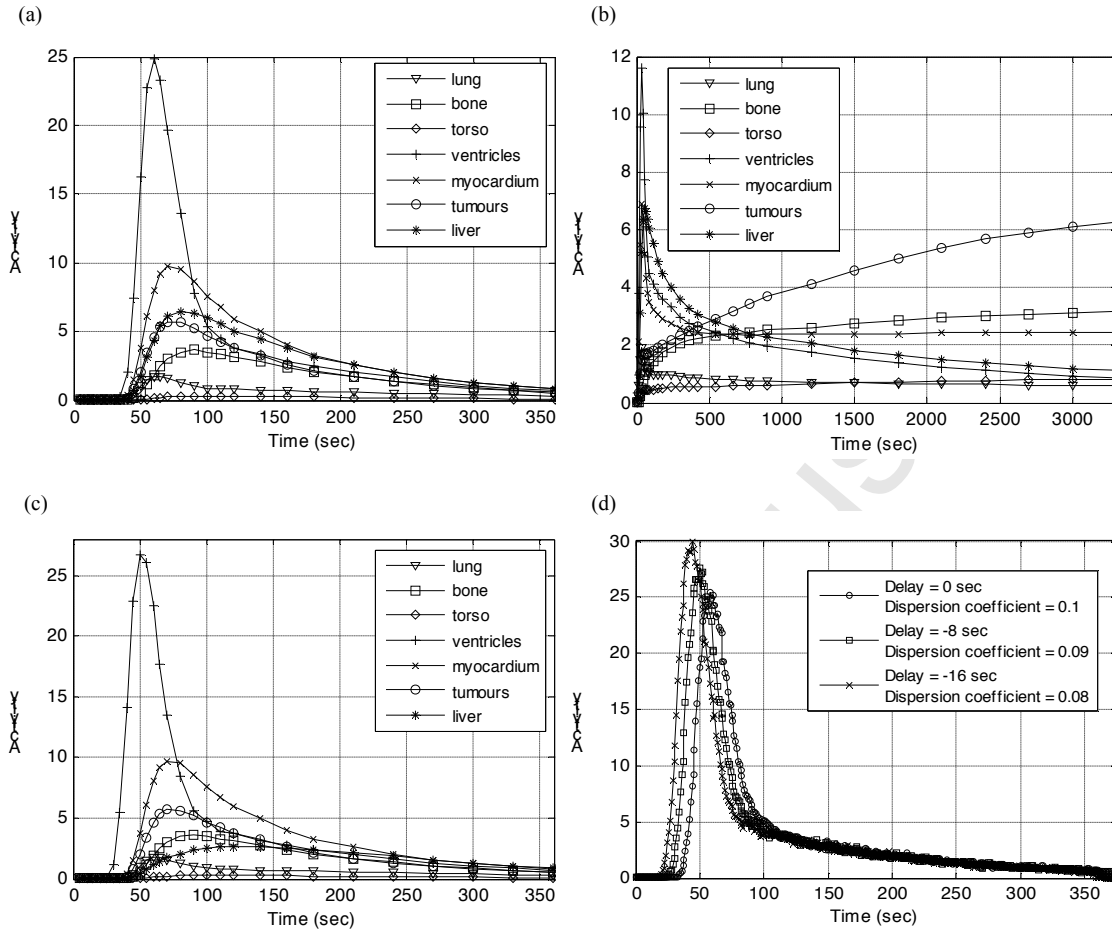 (a)
25
20
15
10
5
0
0 50 100 150 200 250 300 350
Time (sec)
Activity
lung
bone
torso
ventricles
myocardium
tumours
liver
(b)
12
10
8
6
4
2
0
0 500 1000 1500 2000 2500 3000
Time (sec)
Activity
lung
bone
torso
ventricles
myocardium
tumours
liver
(c)
25
20
15
10
5
0
0 50 100 150 200 250 300 350
Time (sec)
Activity
lung
bone
torso
ventricles
myocardium
tumours
liver
(d)
30
25
20
15
10
5
0
0 50 100 150 200 250 300 350
Time (sec)
Activity
Delay = 0 sec
Dispersion coefficient = 0.1
Delay = -8 sec
Dispersion coefficient = 0.09
Delay = -16 sec
Dispersion coefficient = 0.08